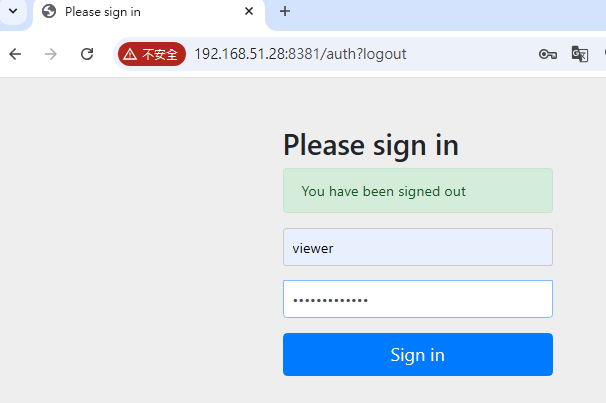 Please sign in
不安全
192.168.51.28:8381/auth?logout
Please sign in
You have been signed out
viewer
•••••••••••••
Sign in